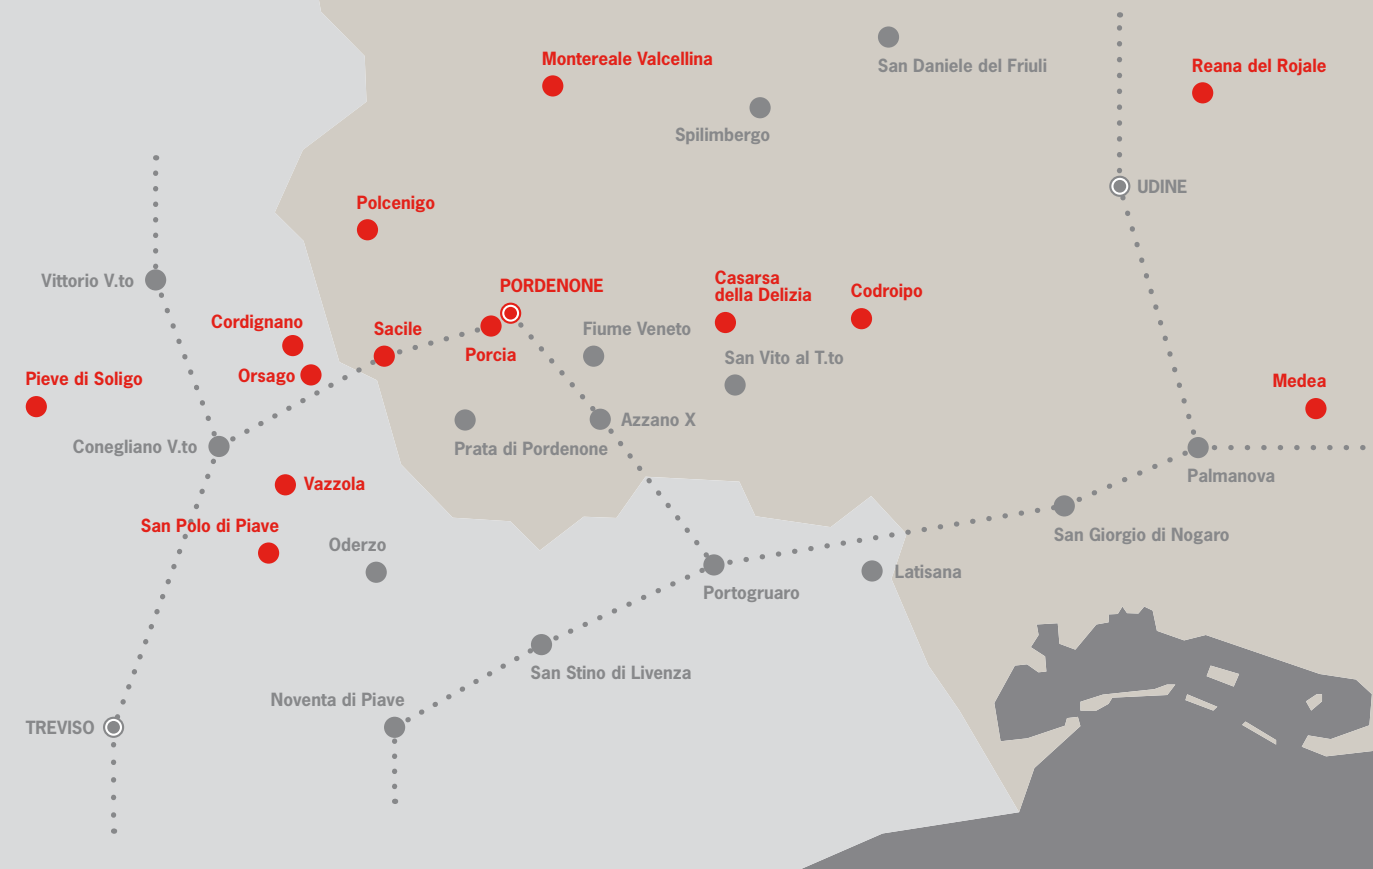 Montereale Valcellina
San Daniele del Friuli
Reana del Rojale
Spilimbergo
UDINE
Polcenigo
Vittorio V.to
PORDENONE
Casarsa
della Delizia
Codroipo
Cordignano
Sacile
Fiume Veneto
Porcia
San Vito al T.to
Orsago
Pieve di Soligo
Medea
Azzano X
Conegliano V.to
Prata di Pordenone
Palmanova
Vazzola
San Polo di Piave
Oderzo
San Giorgio di Nogaro
Latisana
Portogruaro
San Stino di Livenza
Noventa di Piave
TREVISO